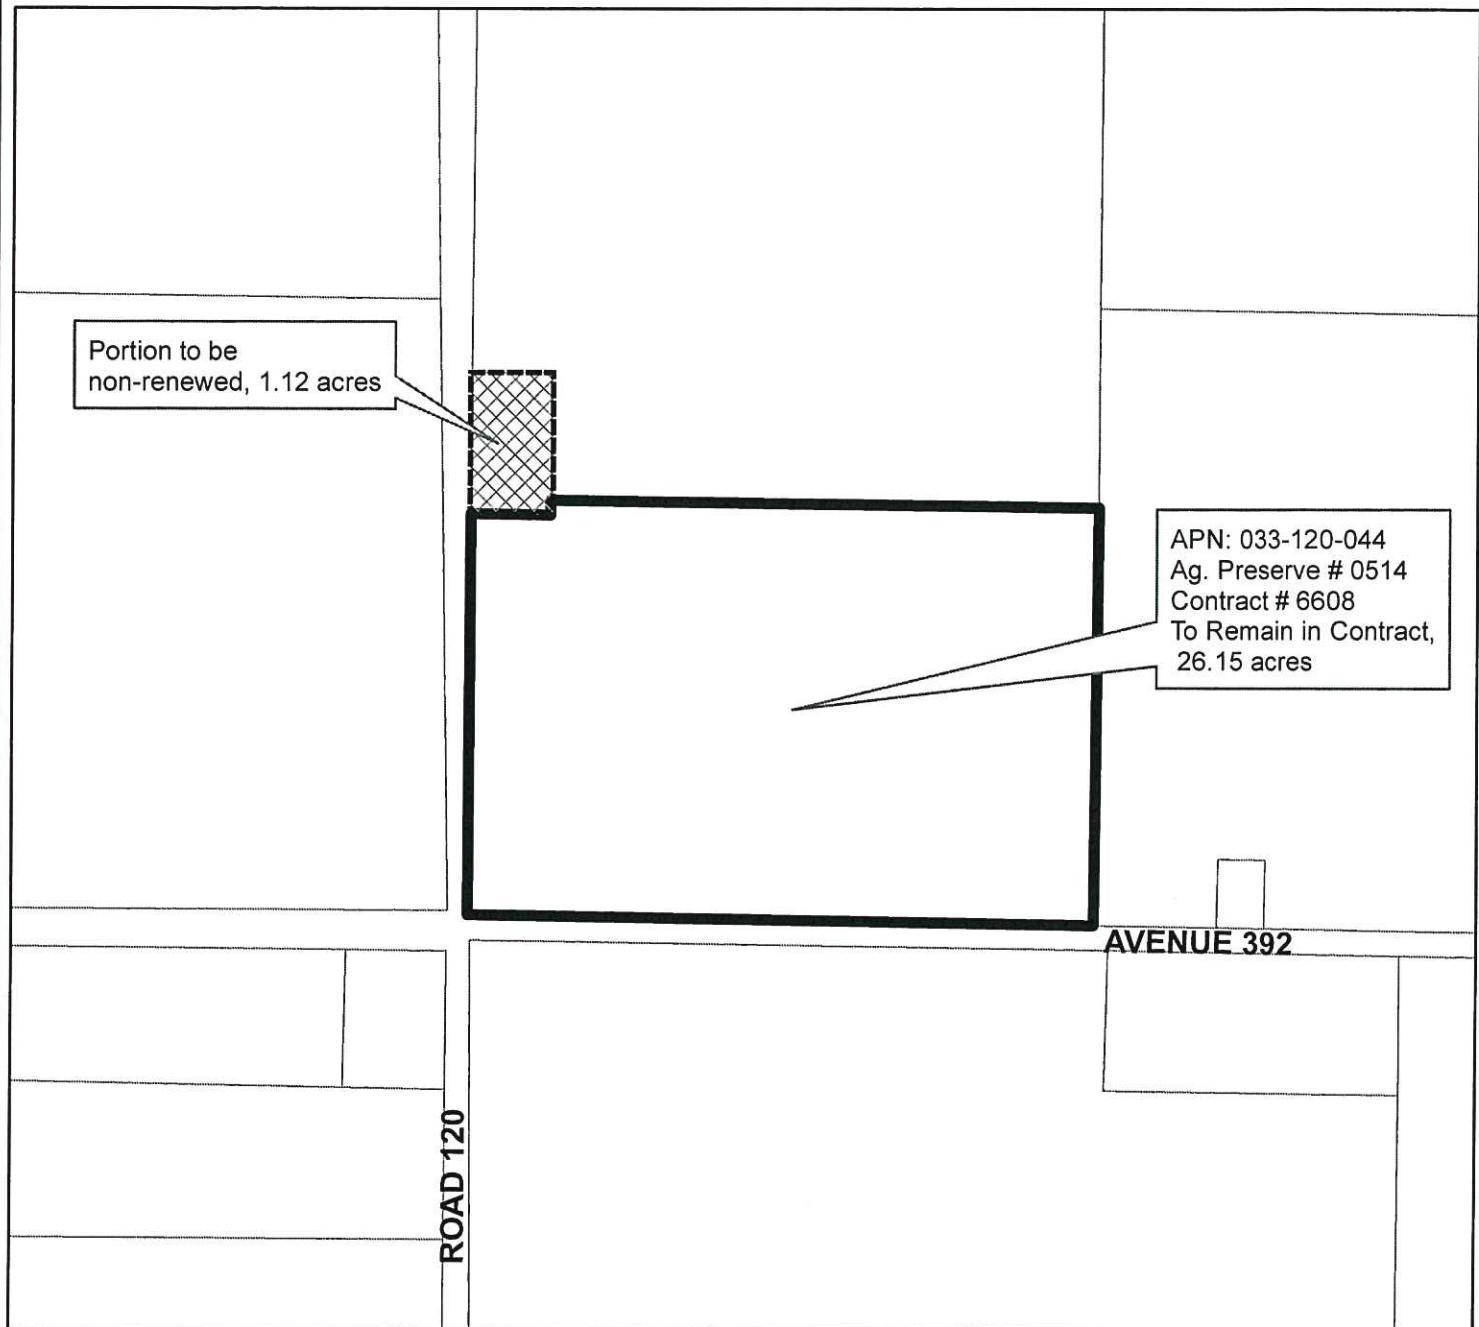 Portion to be
non-renewed, 1.12 acres
APN: 033-120-044
Ag. Preserve # 0514
Contract # 6608
To Remain in Contract,
26.15 acres
AVENUE 392
ROAD 120